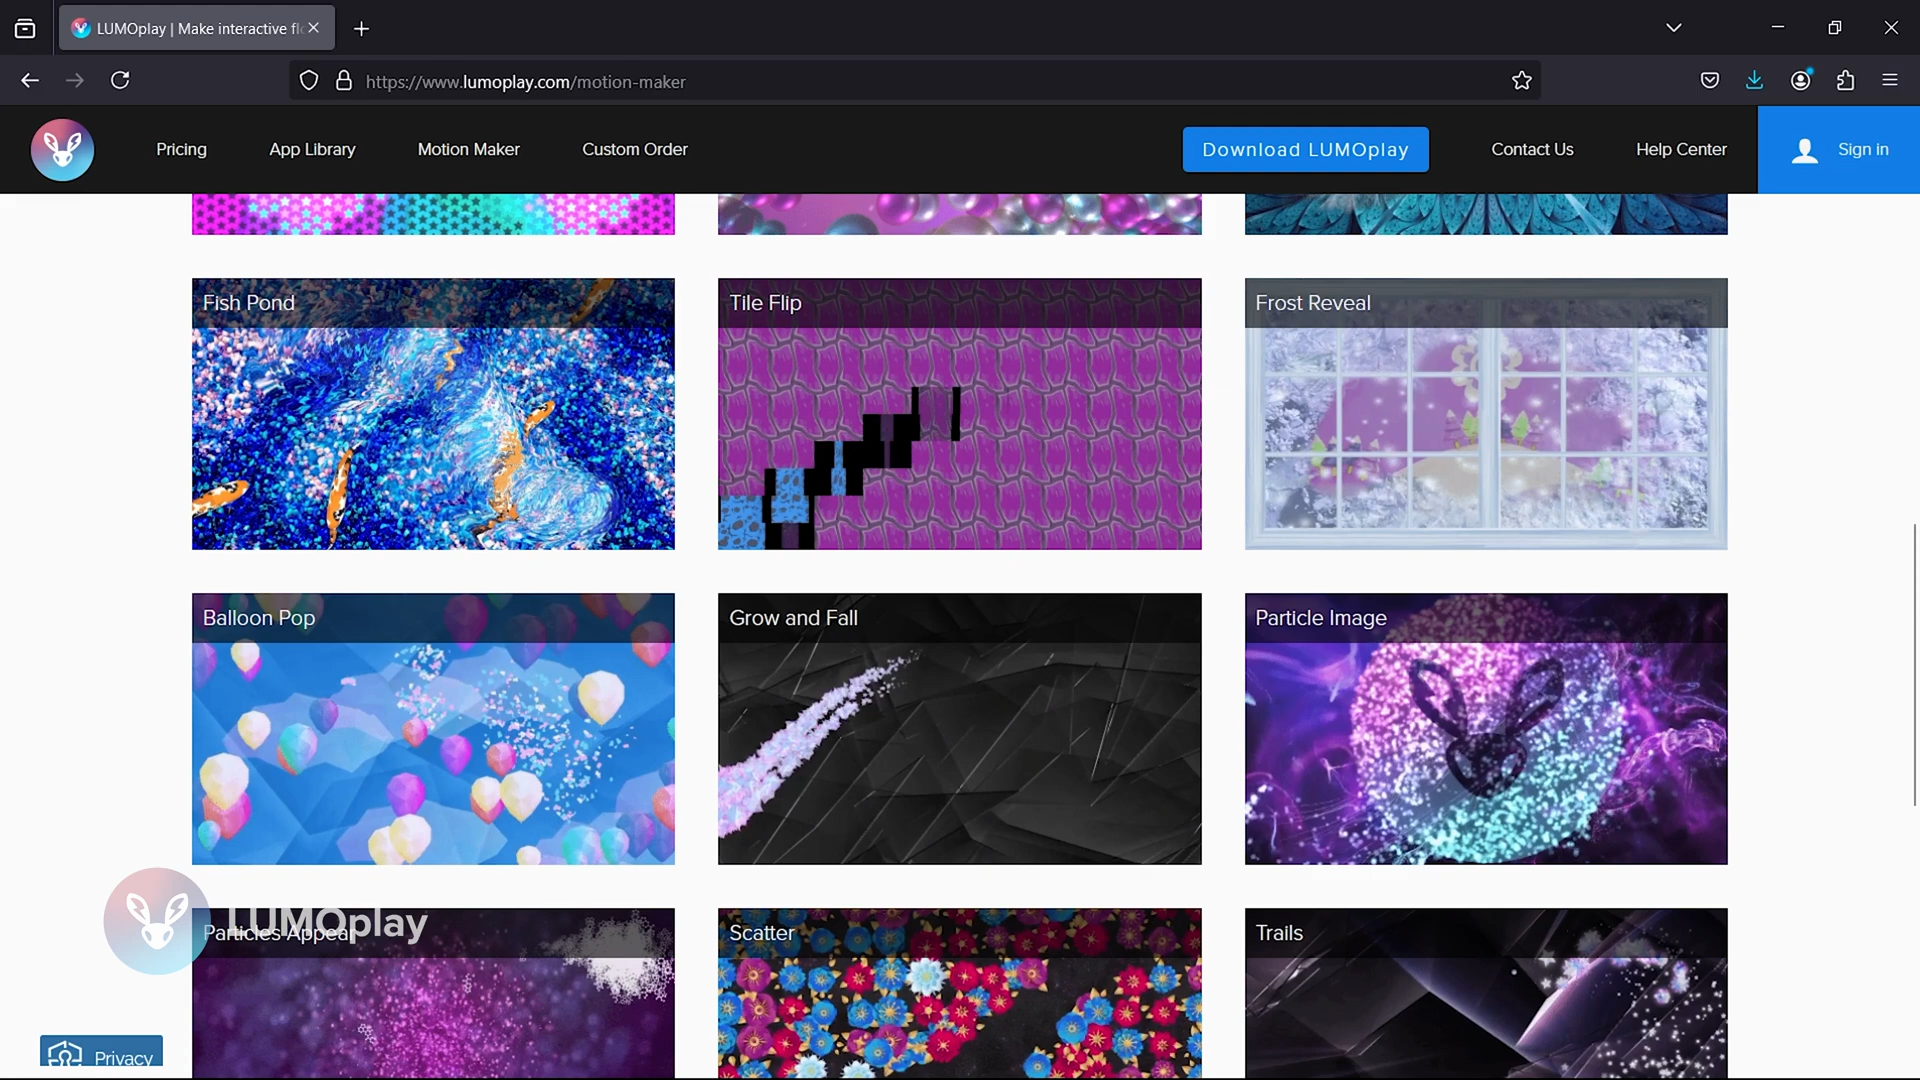 LUMOplay | Make interactive flo
https://www.lumoplay.com/motion-maker
Pricing
App Library
Motion Maker
Custom Order
Download LUMOplay
Contact Us
Help Center
Sign in
Fish Pond
Tile Flip
Frost Reveal
Balloon Pop
Grow and Fall
Particle Image
LUMOplay
Particles Appear
Scatter
Trails
Privacy